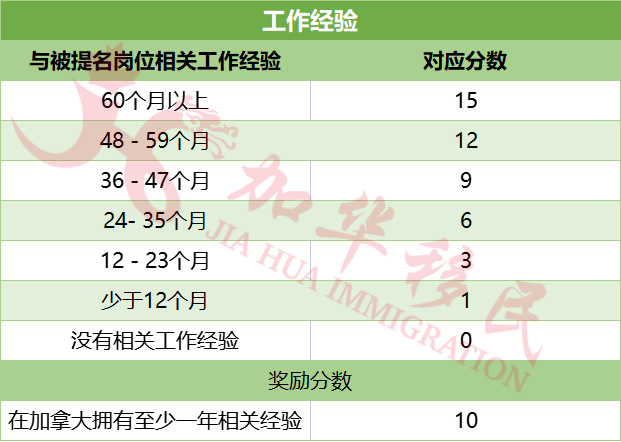 工作经验
与被提名岗位相关工作经验 对应分数
60个月以上 15
48 - 59个月 12
36 - 47个月 9
24- 35个月 6
12 - 23个月 3
少于12个月 1
没有相关工作经验 0
奖励分数
在加拿大拥有至少一年相关经验 10
加华移民
JIA HUA IMMIGRATION